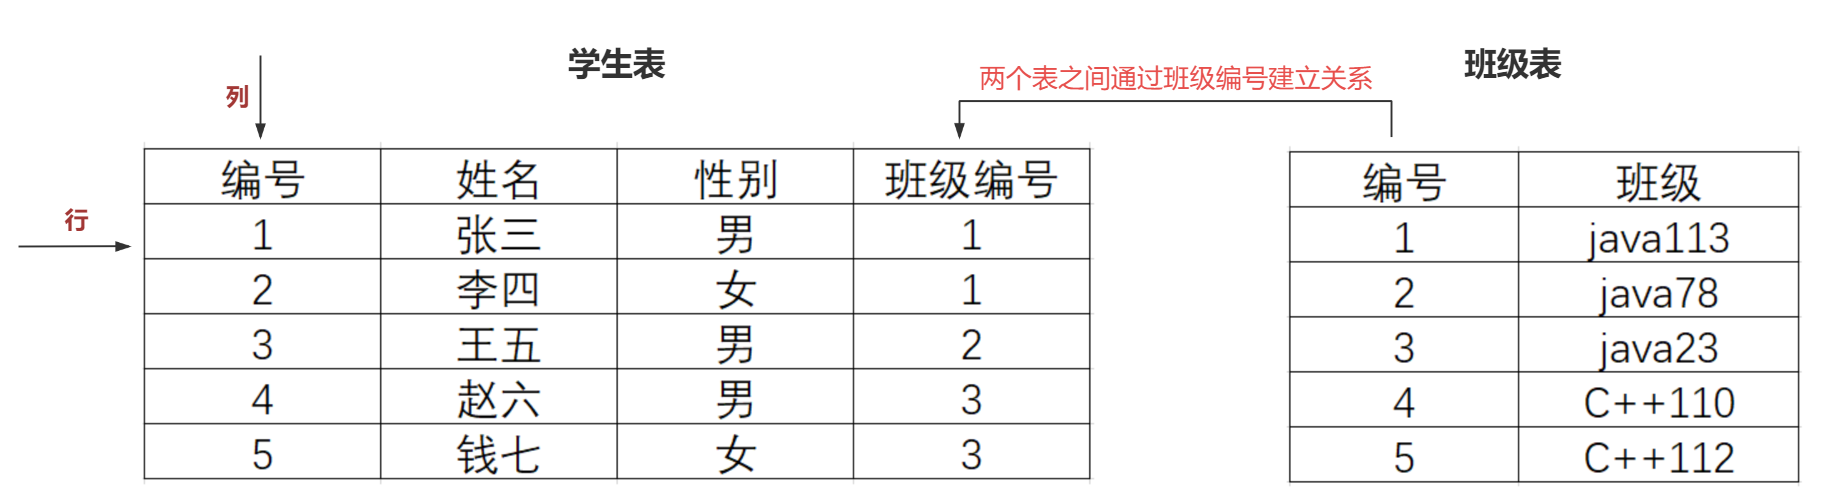 学生表
班级表
两个表之间通过班级编号建立关系
列
行
编号 姓名 性别 班级编号
1 张三 男 1
2 李四 女 1
3 王五 男 2
4 赵六 男 3
5 钱七 女 3
编号 班级
1 java113
2 java78
3 java23
4 C++110
5 C++112